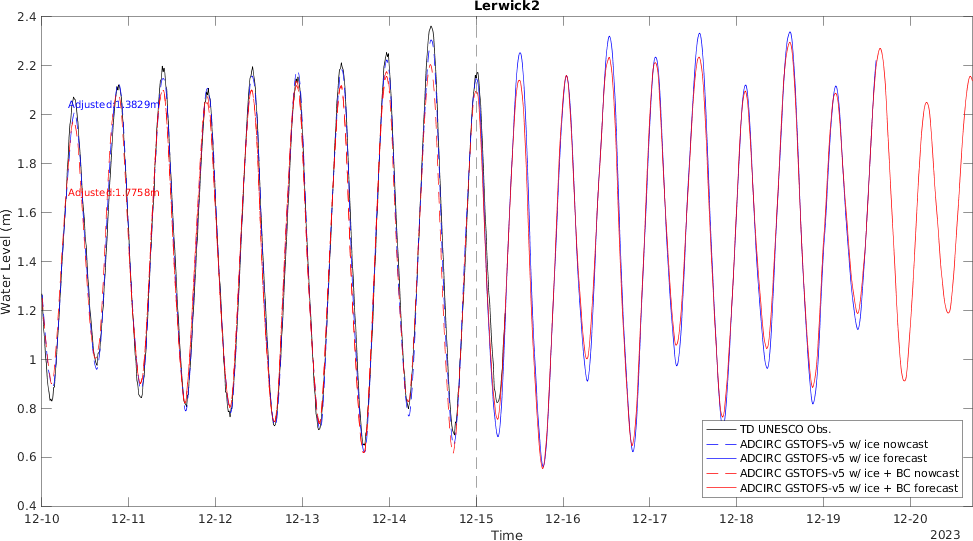 Lerwick2
2.4
2.2
2
1.8
1.6
1.4
1.2
1
0.8
0.6
0.4
Water Level (m)
Adjusted:1.3829m
Adjusted:1.7758m
TD UNESCO Obs.
ADCIRC GSTOFS-v5 w/ ice nowcast
ADCIRC GSTOFS-v5 w/ ice forecast
ADCIRC GSTOFS-v5 w/ ice + BC nowcast
ADCIRC GSTOFS-v5 w/ ice + BC forecast
12-10 12-11 12-12 12-13 12-14 12-15 12-16 12-17 12-18 12-19 12-20
Time
2023